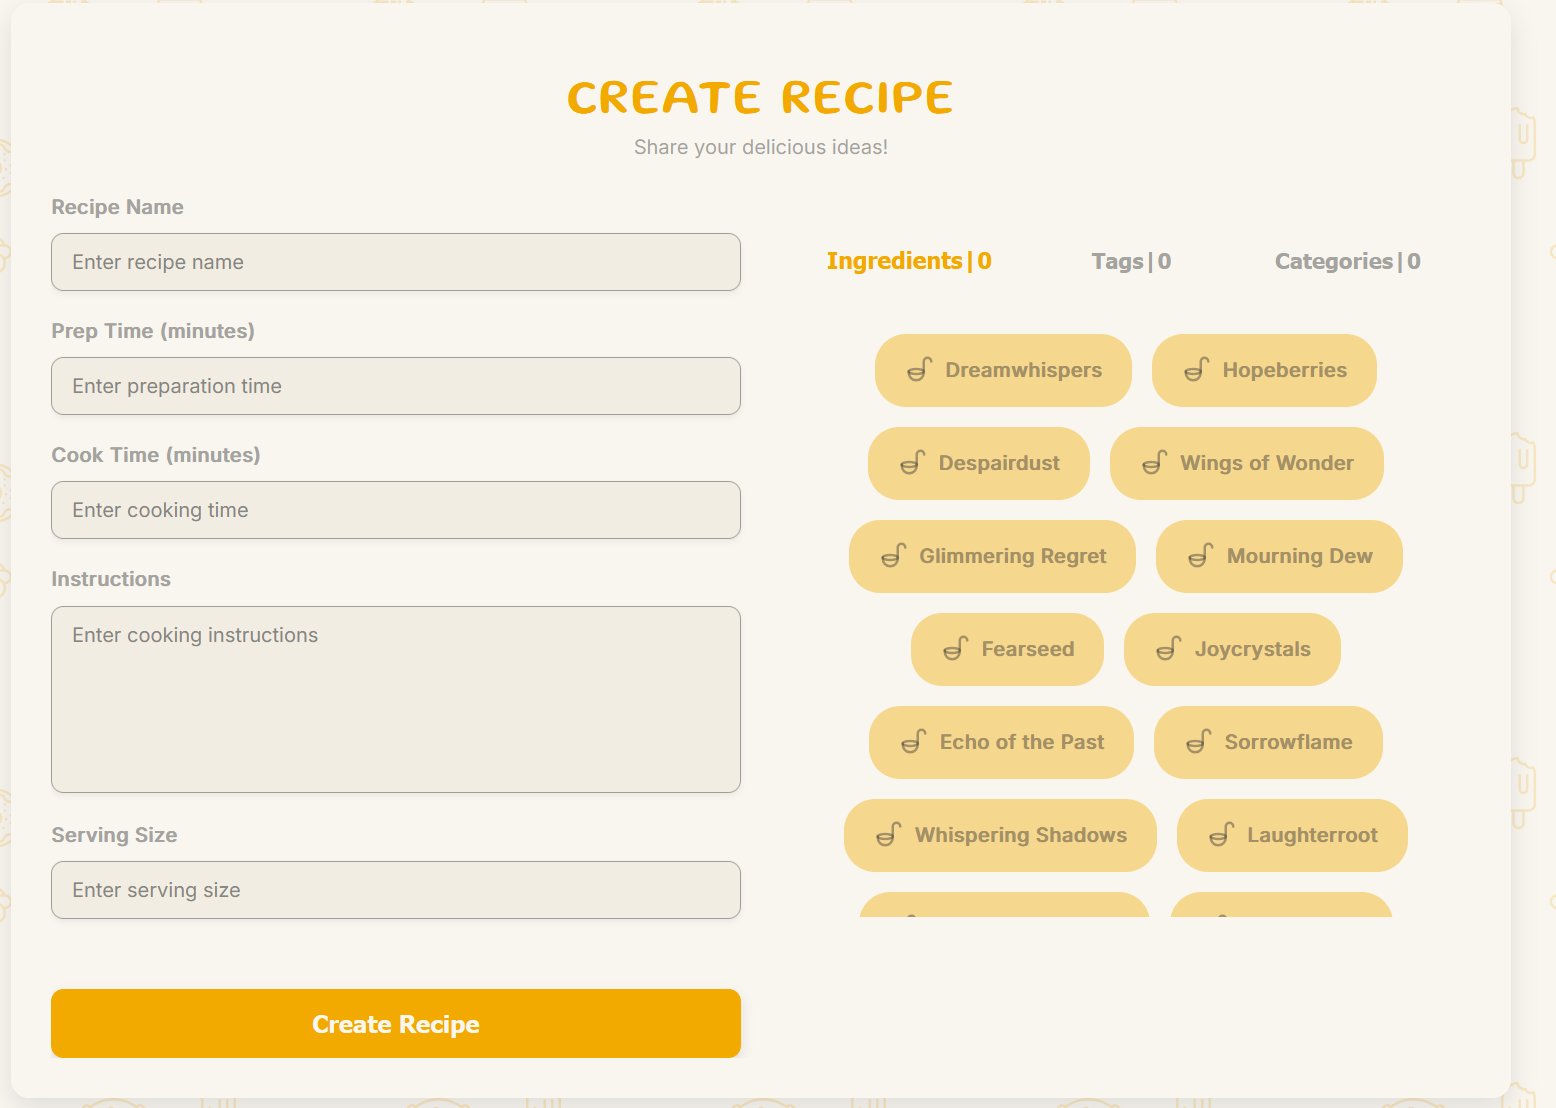 CREATE RECIPE
Share your delicious ideas!
Recipe Name
Enter recipe name
Prep Time (minutes)
Enter preparation time
Cook Time (minutes)
Enter cooking time
Instructions
Enter cooking instructions
Serving Size
Enter serving size
Create Recipe
Ingredients|0 Tags|0 Categories|0
Dreamwhispers Hopeberries
Despairdust Wings of Wonder
Glimmering Regret Mourning Dew
Fearseed Joycrystals
Echo of the Past Sorrowflame
Whispering Shadows Laughterroot